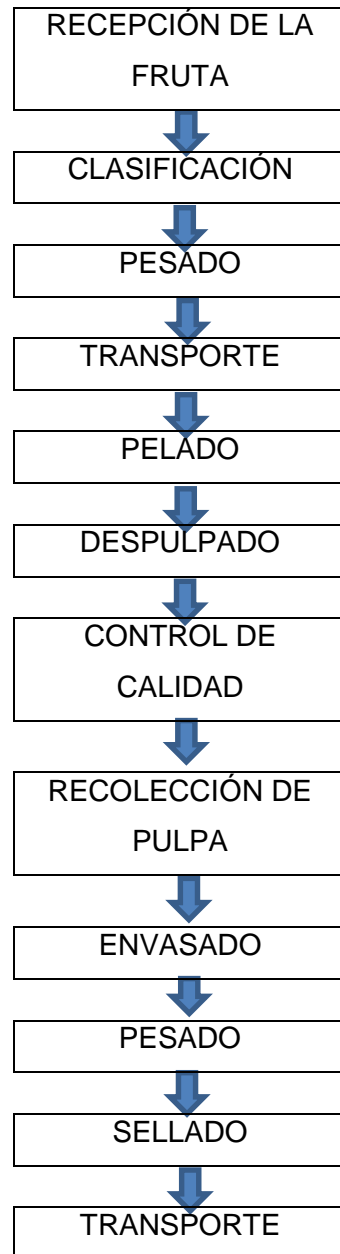 RECEPCIÓN DE LA
FRUTA
CLASIFICACIÓN
PESADO
TRANSPORTE
PELADO
DESPULPADO
CONTROL DE
CALIDAD
RECOLECCIÓN DE
PULPA
ENVASADO
PESADO
SELLADO
TRANSPORTE